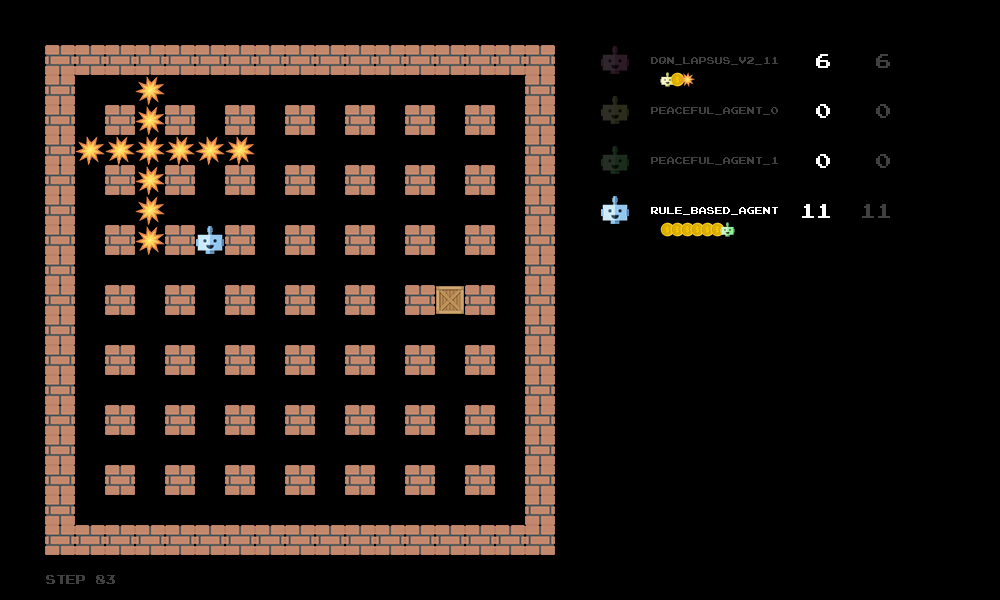 DQN_LAPSUS_V2_11 6 6
PEACEFUL_AGENT_0 0 0
PEACEFUL_AGENT_1 0 0
RULE_BASED_AGENT 11 11
STEP 83